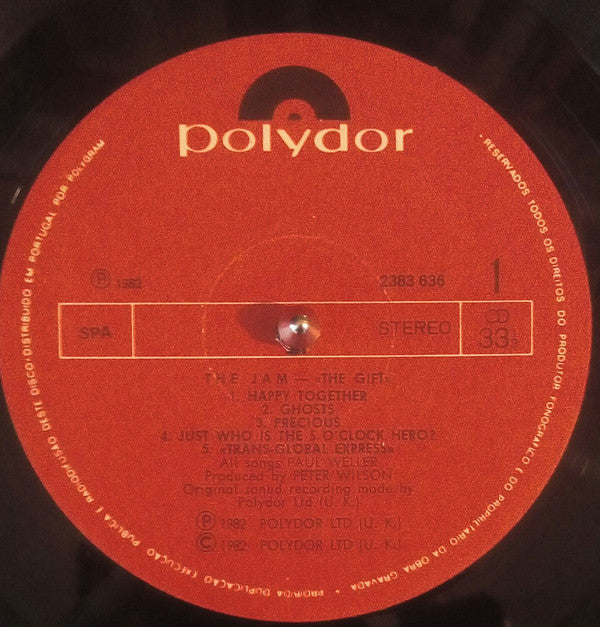 polydor
℗ 1982
2383 636
1
SPA
STEREO
33 1/3
THE JAM — «THE GIFT»
1. HAPPY TOGETHER
2. GHOSTS
3. PRECIOUS
4. JUST WHO IS THE 5 O'CLOCK HERO?
5. «TRANS-GLOBAL EXPRESS»
All songs PAUL WELLER
Produced by PETER WILSON
Original sonud recording made by
Polydor Ltd (U. K.)
℗ 1982 POLYDOR LTD (U. K.)
© 1982 POLYDOR LTD (U. K.)
• RESERVADOS TODOS OS DIREITOS DO PRODUTOR FONOGRÁFICO E DO PROPRIETÁRIO DA OBRA GRAVADA • PROIBIDA DUPLICAÇÃO EXECUÇÃO PÚBLICA E RADIODIFUSÃO DESTE DISCO • DISTRIBUIDO EM PORTUGAL POR POLYGRAM